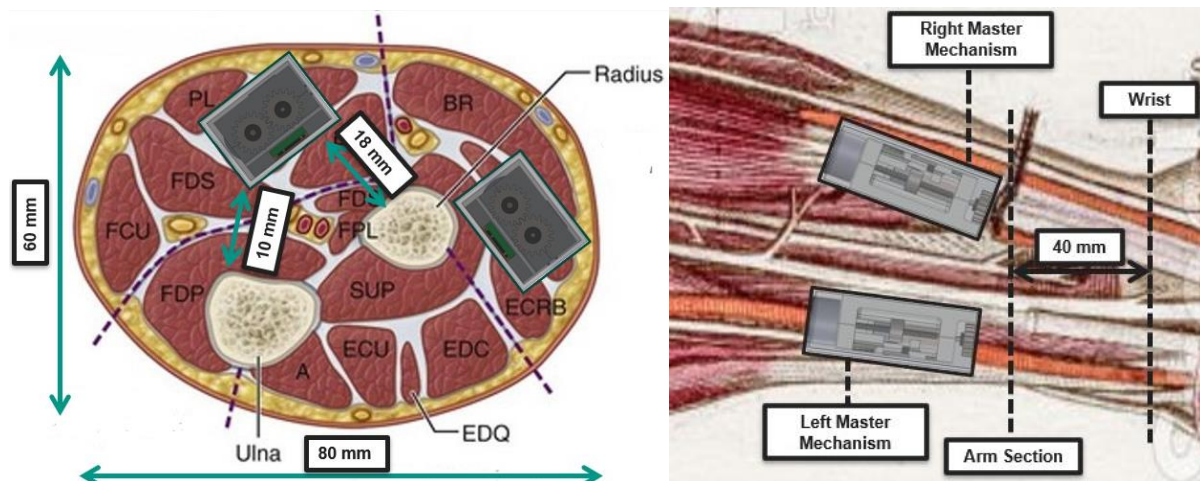 PL
BR
Radius
18 mm
FDS
FDS
FCU
10 mm
FPL
60 mm
FDP
SUP
ECRB
ECU
EDC
A
Ulna
EDQ
80 mm
Right Master
Mechanism
Wrist
40 mm
Left Master
Mechanism
Arm Section